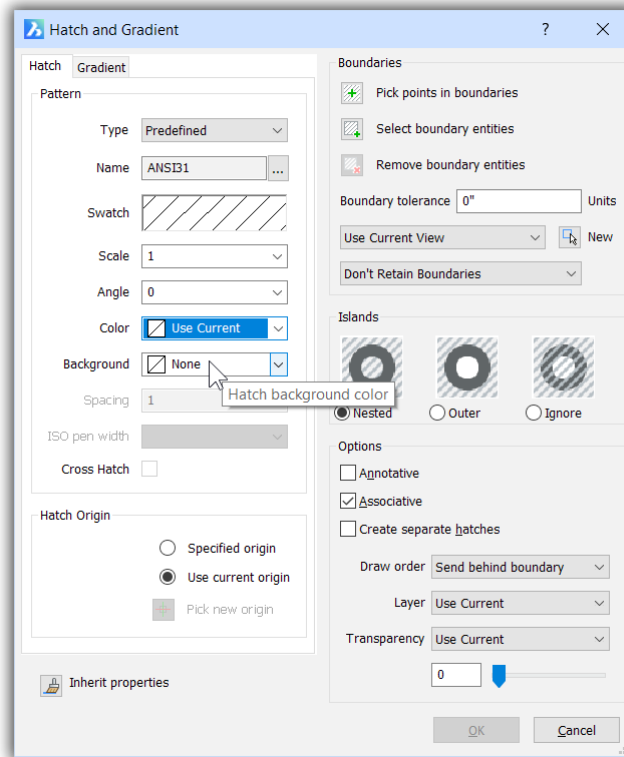 Hatch and Gradient
?
Hatch
Gradient
Pattern
Type
Predefined
Name
ANSI31
...
Swatch
Scale
1
Angle
0
Color
Use Current
Background
None
Hatch background color
Spacing
1
ISO pen width
Cross Hatch
Hatch Origin
Specified origin
Use current origin
Pick new origin
Inherit properties
Boundaries
Pick points in boundaries
Select boundary entities
Remove boundary entities
Boundary tolerance
0"
Units
Use Current View
New
Don't Retain Boundaries
Islands
Nested
Outer
Ignore
Options
Annotative
Associative
Create separate hatches
Draw order
Send behind boundary
Layer
Use Current
Transparency
Use Current
0
OK
Cancel